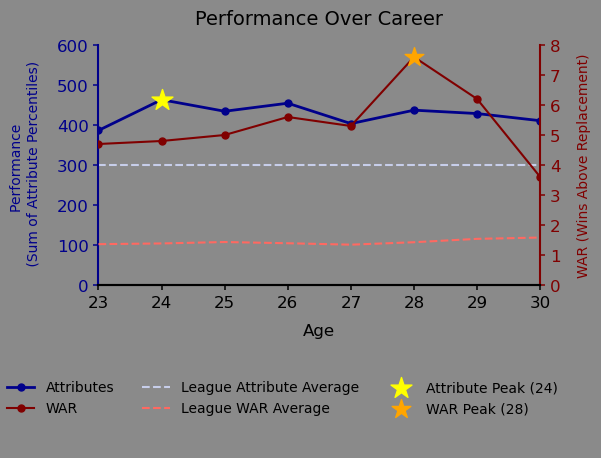 Performance Over Career
Performance
(Sum of Attribute Percentiles)
600
500
400
300
200
100
0
8
7
6
5
4
3
2
1
0
WAR (Wins Above Replacement)
23 24 25 26 27 28 29 30
Age
Attributes
WAR
League Attribute Average
League WAR Average
Attribute Peak (24)
WAR Peak (28)